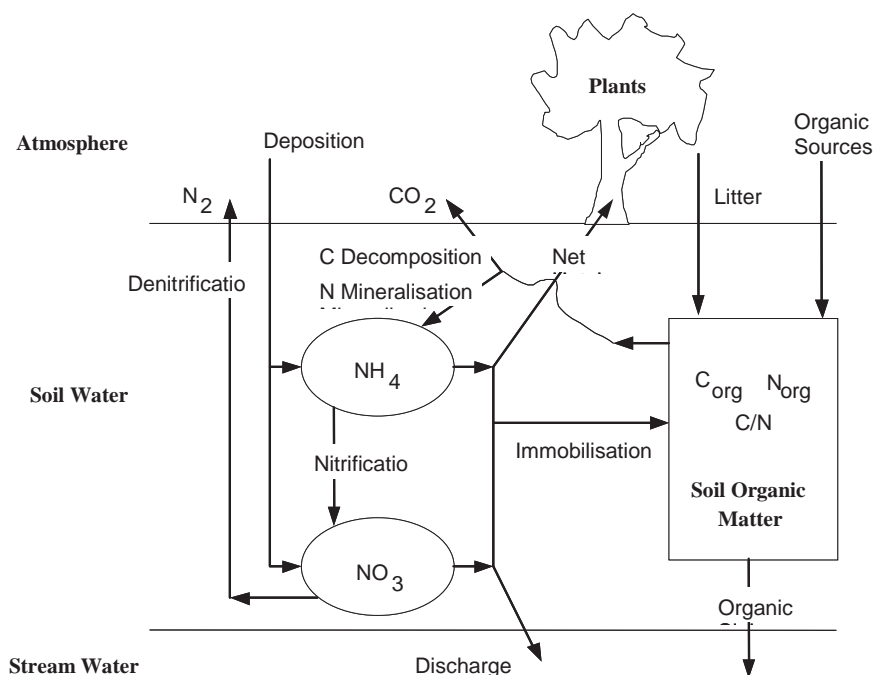 Plants
Atmosphere
Deposition
Organic
Sources
N2
CO2
Litter
C Decomposition
Net
Denitrificatio
N Mineralisation
NH4
Corg Norg
C/N
Soil Water
Immobilisation
Nitrificatio
Soil Organic
Matter
NO3
Organic
Stream Water
Discharge